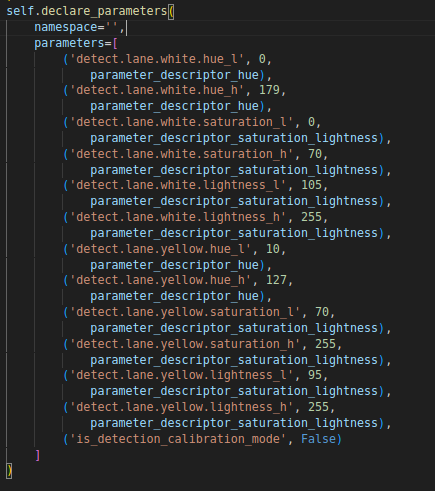 self.declare_parameters(
    namespace='',
    parameters=[
        ('detect.lane.white.hue_l', 0,
            parameter_descriptor_hue),
        ('detect.lane.white.hue_h', 179,
            parameter_descriptor_hue),
        ('detect.lane.white.saturation_l', 0,
            parameter_descriptor_saturation_lightness),
        ('detect.lane.white.saturation_h', 70,
            parameter_descriptor_saturation_lightness),
        ('detect.lane.white.lightness_l', 105,
            parameter_descriptor_saturation_lightness),
        ('detect.lane.white.lightness_h', 255,
            parameter_descriptor_saturation_lightness),
        ('detect.lane.yellow.hue_l', 10,
            parameter_descriptor_hue),
        ('detect.lane.yellow.hue_h', 127,
            parameter_descriptor_hue),
        ('detect.lane.yellow.saturation_l', 70,
            parameter_descriptor_saturation_lightness),
        ('detect.lane.yellow.saturation_h', 255,
            parameter_descriptor_saturation_lightness),
        ('detect.lane.yellow.lightness_l', 95,
            parameter_descriptor_saturation_lightness),
        ('detect.lane.yellow.lightness_h', 255,
            parameter_descriptor_saturation_lightness),
        ('is_detection_calibration_mode', False)
    ]
)